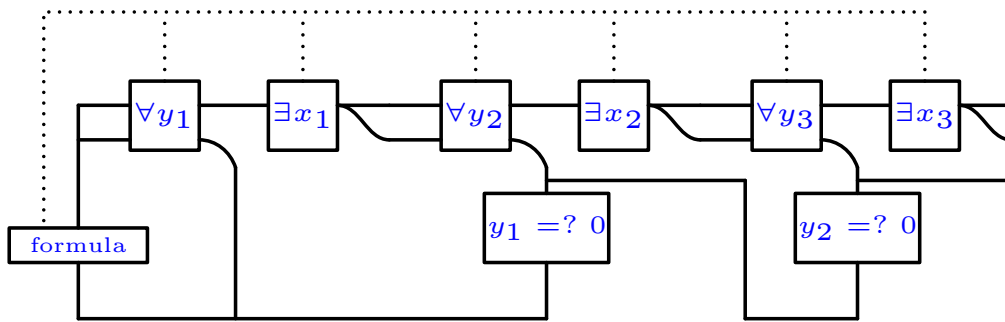 ∀y₁ ∃x₁ ∀y₂ ∃x₂ ∀y₃ ∃x₃
formula
y₁ =? 0
y₂ =? 0